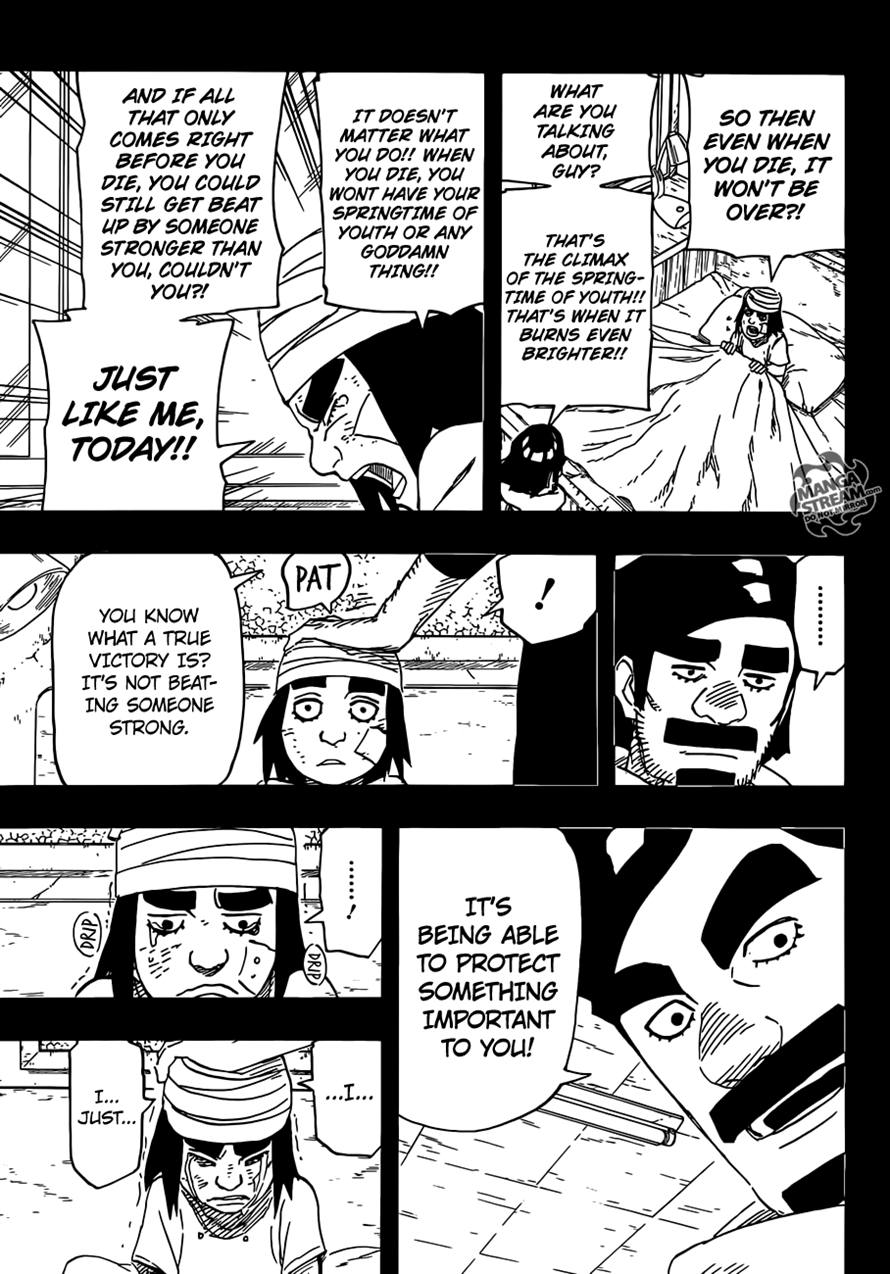 SO THEN
EVEN WHEN
YOU DIE, IT
WON'T BE
OVER?!
WHAT
ARE YOU
TALKING
ABOUT,
GUY?
THAT'S
THE CLIMAX
OF THE SPRING-
TIME OF YOUTH!!
THAT'S WHEN IT
BURNS EVEN
BRIGHTER!!
MANGA
STREAM.com
DO NOT MIRROR
IT DOESN'T
MATTER WHAT
YOU DO!! WHEN
YOU DIE, YOU
WONT HAVE YOUR
SPRINGTIME OF
YOUTH OR ANY
GODDAMN
THING!!
AND IF ALL
THAT ONLY
COMES RIGHT
BEFORE YOU
DIE, YOU COULD
STILL GET BEAT
UP BY SOMEONE
STRONGER THAN
YOU, COULDN'T
YOU?!
JUST
LIKE ME,
TODAY!!
........
!
PAT
YOU KNOW
WHAT A TRUE
VICTORY IS?
IT'S NOT BEAT-
ING SOMEONE
STRONG.
IT'S
BEING ABLE
TO PROTECT
SOMETHING
IMPORTANT
TO YOU!
......!
DRIP
DRIP
...I...
I...
JUST...